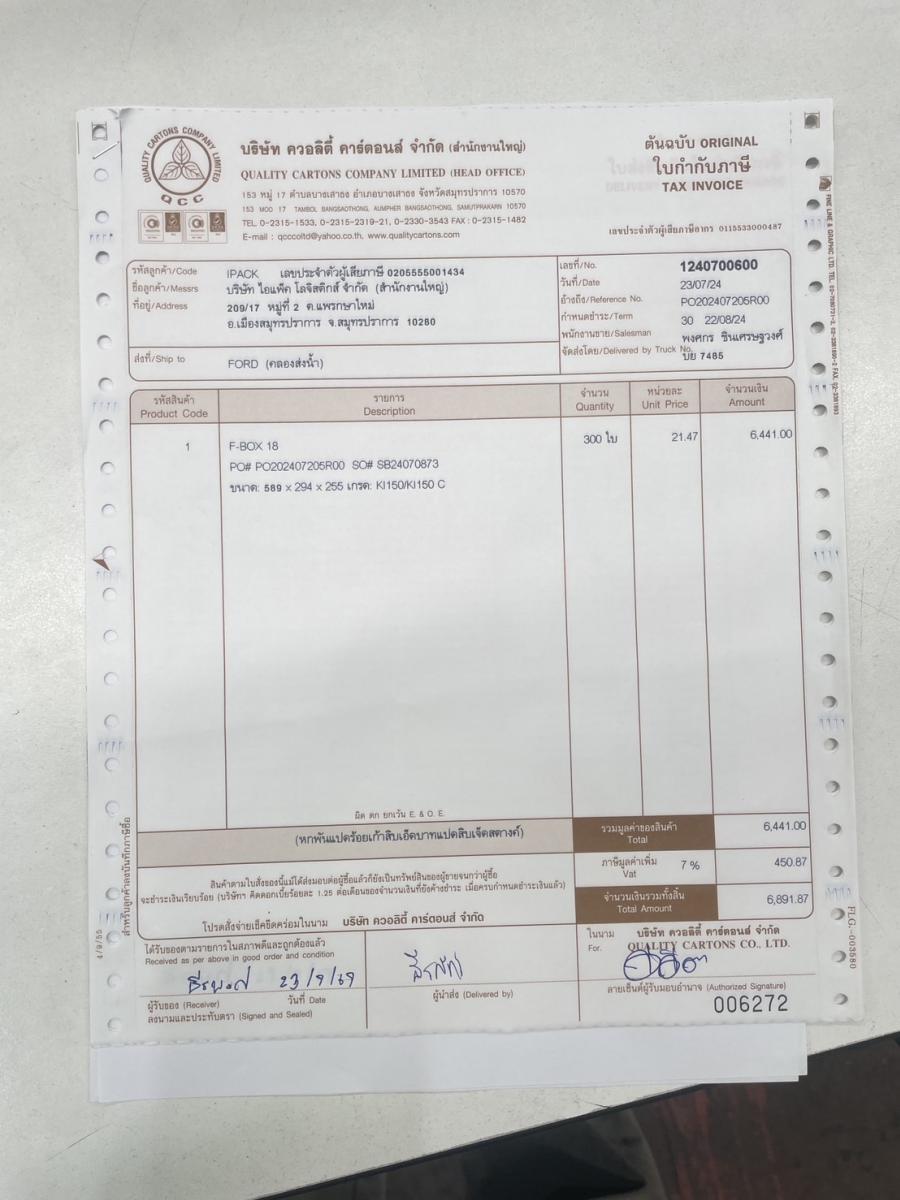 QUALITY CARTONS COMPANY LIMITED
QCC
บริษัท ควอลิตี้ คาร์ตอนส์ จำกัด (สำนักงานใหญ่)
QUALITY CARTONS COMPANY LIMITED (HEAD OFFICE)
153 หมู่ 17 ตำบลบางเสาธง อำเภอบางเสาธง จังหวัดสมุทรปราการ 10570
153 MOO 17 TAMBOL BANGSAOTHONG, AUMPHER BANGSAOTHONG, SAMUTPRAKARN 10570
TEL. 0-2315-1533, 0-2315-2319-21, 0-2330-3543 FAX : 0-2315-1482
E-mail : qcccoltd@yahoo.co.th, www.qualitycartons.com
ต้นฉบับ ORIGINAL
ใบกำกับภาษี
TAX INVOICE
เลขประจำตัวผู้เสียภาษีอากร 0115533000487
รหัสลูกค้า/Code IPACK เลขประจำตัวผู้เสียภาษี 0205555001434
ชื่อลูกค้า/Messrs บริษัท ไอแพ็ค โลจิสติกส์ จำกัด (สำนักงานใหญ่)
ที่อยู่/Address 209/17 หมู่ที่ 2 ต.แพรกษาใหม่
อ.เมืองสมุทรปราการ จ.สมุทรปราการ 10280
ส่งที่/Ship to FORD (คลองส่งน้ำ)
เลขที่/No. 1240700600
วันที่/Date 23/07/24
อ้างถึง/Reference No. PO202407205R00
กำหนดชำระ/Term 30 22/08/24
พนักงานขาย/Salesman พงศกร ชินเศรษฐวงศ์
จัดส่งโดย/Delivered by Truck No. บย 7485
รหัสสินค้า รายการ จำนวน หน่วยละ จำนวนเงิน
Product Code Description Quantity Unit Price Amount
1 F-BOX 18 300 ใบ 21.47 6,441.00
PO# PO202407205R00 SO# SB24070873
ขนาด: 589 x 294 x 255 เกรด: KI150/KI150 C
ผิด ตก ยกเว้น E. & O. E.
(หกพันแปดร้อยเก้าสิบเอ็ดบาทแปดสิบเจ็ดสตางค์)
รวมมูลค่าของสินค้า
Total
6,441.00
ภาษีมูลค่าเพิ่ม
Vat
7 %
450.87
จำนวนเงินรวมทั้งสิ้น
Total Amount
6,891.87
สินค้าตามใบสั่งของนี้แม้ได้ส่งมอบต่อผู้ซื้อแล้วก็ยังเป็นทรัพย์สินของผู้ขายจนกว่าผู้ซื้อ
จะชำระเงินเรียบร้อย (บริษัทฯ คิดดอกเบี้ยร้อยละ 1.25 ต่อเดือนของจำนวนเงินที่ยังค้างชำระ เมื่อครบกำหนดชำระเงินแล้ว)
โปรดสั่งจ่ายเช็คขีดคร่อมในนาม บริษัท ควอลิตี้ คาร์ตอนส์ จำกัด
ได้รับของตามรายการในสภาพดีและถูกต้องแล้ว
Received as per above in good order and condition
ผู้รับของ (Receiver) วันที่ Date
ลงนามและประทับตรา (Signed and Sealed)
ผู้นำส่ง (Delivered by)
ในนาม บริษัท ควอลิตี้ คาร์ตอนส์ จำกัด
For. QUALITY CARTONS CO., LTD.
ลายเซ็นต์ผู้รับมอบอำนาจ (Authorized Signature)
006272
สำหรับลูกค้าลงบันทึกภาษีซื้อ
4/9/55
FLG.-003580